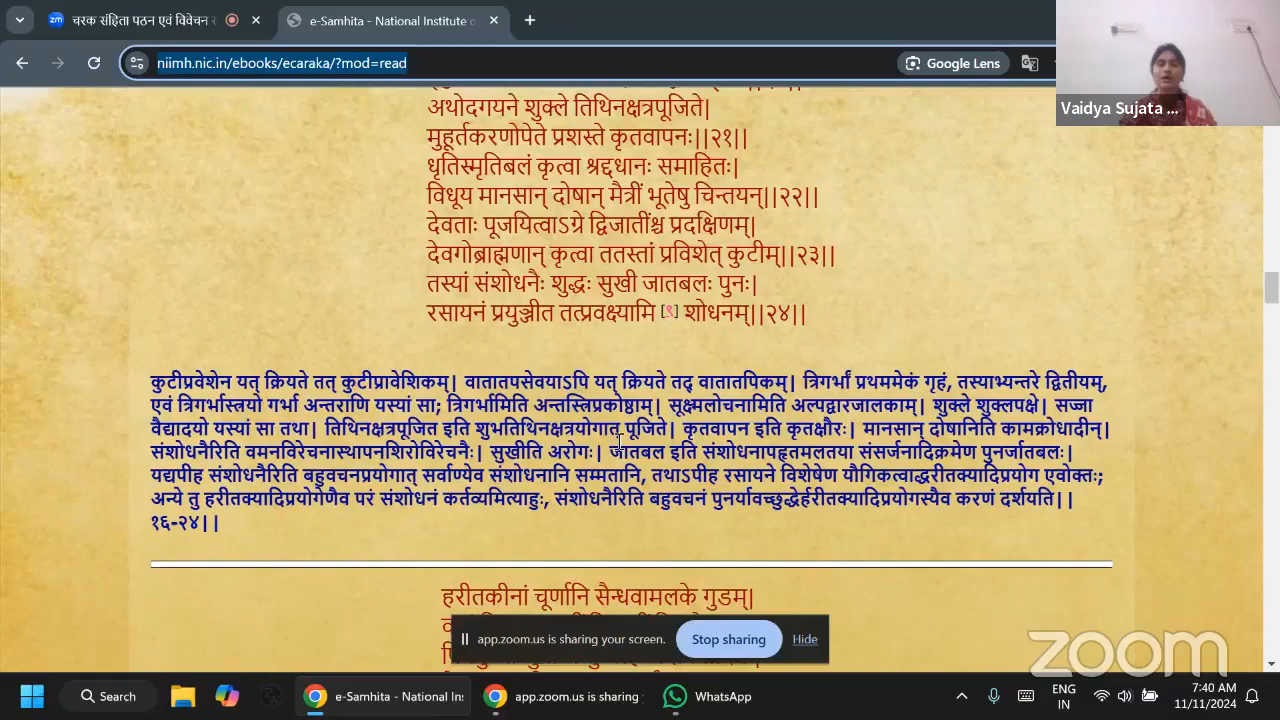 चरक संहिता पठन एवं विवेचन
e-Samhita - National Institute o
niimh.nic.in/ebooks/ecaraka/?mod=read
Google Lens
Vaidya Sujata ...
अथोदगयने शुक्ले तिथिनक्षत्रपूजिते|
मुहूर्तकरणोपेते प्रशस्ते कृतवापनः||२१||
धृतिस्मृतिबलं कृत्वा श्रद्दधानः समाहितः|
विधूय मानसान् दोषान् मैत्रीं भूतेषु चिन्तयन्||२२||
देवताः पूजयित्वाऽग्रे द्विजातींश्च प्रदक्षिणम्|
देवगोब्राह्मणान् कृत्वा ततस्तां प्रविशेत् कुटीम्||२३||
तस्यां संशोधनैः शुद्धः सुखी जातबलः पुनः|
रसायनं प्रयुञ्जीत तत्प्रवक्ष्यामि [१] शोधनम्||२४||
कुटीप्रवेशेन यत् क्रियते तत् कुटीप्रावेशिकम्| वातातपसेवयाऽपि यत् क्रियते तद् वातातपिकम्| त्रिगर्भां प्रथममेकं गृहं, तस्याभ्यन्तरे द्वितीयम्,
एवं त्रिगर्भास्त्रयो गर्भा अन्तराणि यस्यां सा; त्रिगर्भामिति अन्तस्त्रिप्रकोष्ठाम्| सूक्ष्मलोचनामिति अल्पद्वारजालकाम्| शुक्ले शुक्लपक्षे| सज्जा
वैद्यादयो यस्यां सा तथा| तिथिनक्षत्रपूजित इति शुभतिथिनक्षत्रयोगात् पूजिते| कृतवापन इति कृतक्षौरः| मानसान् दोषानिति कामक्रोधादीन्|
संशोधनैरिति वमनविरेचनास्थापनशिरोविरेचनैः| सुखीति अरोगः| जातबल इति संशोधनापहृतमलतया संसर्जनादिक्रमेण पुनर्जातबलः|
यद्यपीह संशोधनैरिति बहुवचनप्रयोगात् सर्वाण्येव संशोधनानि सम्मतानि, तथाऽपीह रसायने विशेषेण यौगिकत्वाद्धरीतक्यादिप्रयोग एवोक्तः;
अन्ये तु हरीतक्यादिप्रयोगेणैव परं संशोधनं कर्तव्यमित्याहुः, संशोधनैरिति बहुवचनं पुनर्यावच्छुद्धेर्हरीतक्यादिप्रयोगस्यैव करणं दर्शयति||
१६-२४||
हरीतकीनां चूर्णानि सैन्धवामलके गुडम्|
app.zoom.us is sharing your screen.
Stop sharing
Hide
zoom
Search
e-Samhita - National Ins
app.zoom.us is sharing
WhatsApp
ENG
IN
7:40 AM
11/11/2024